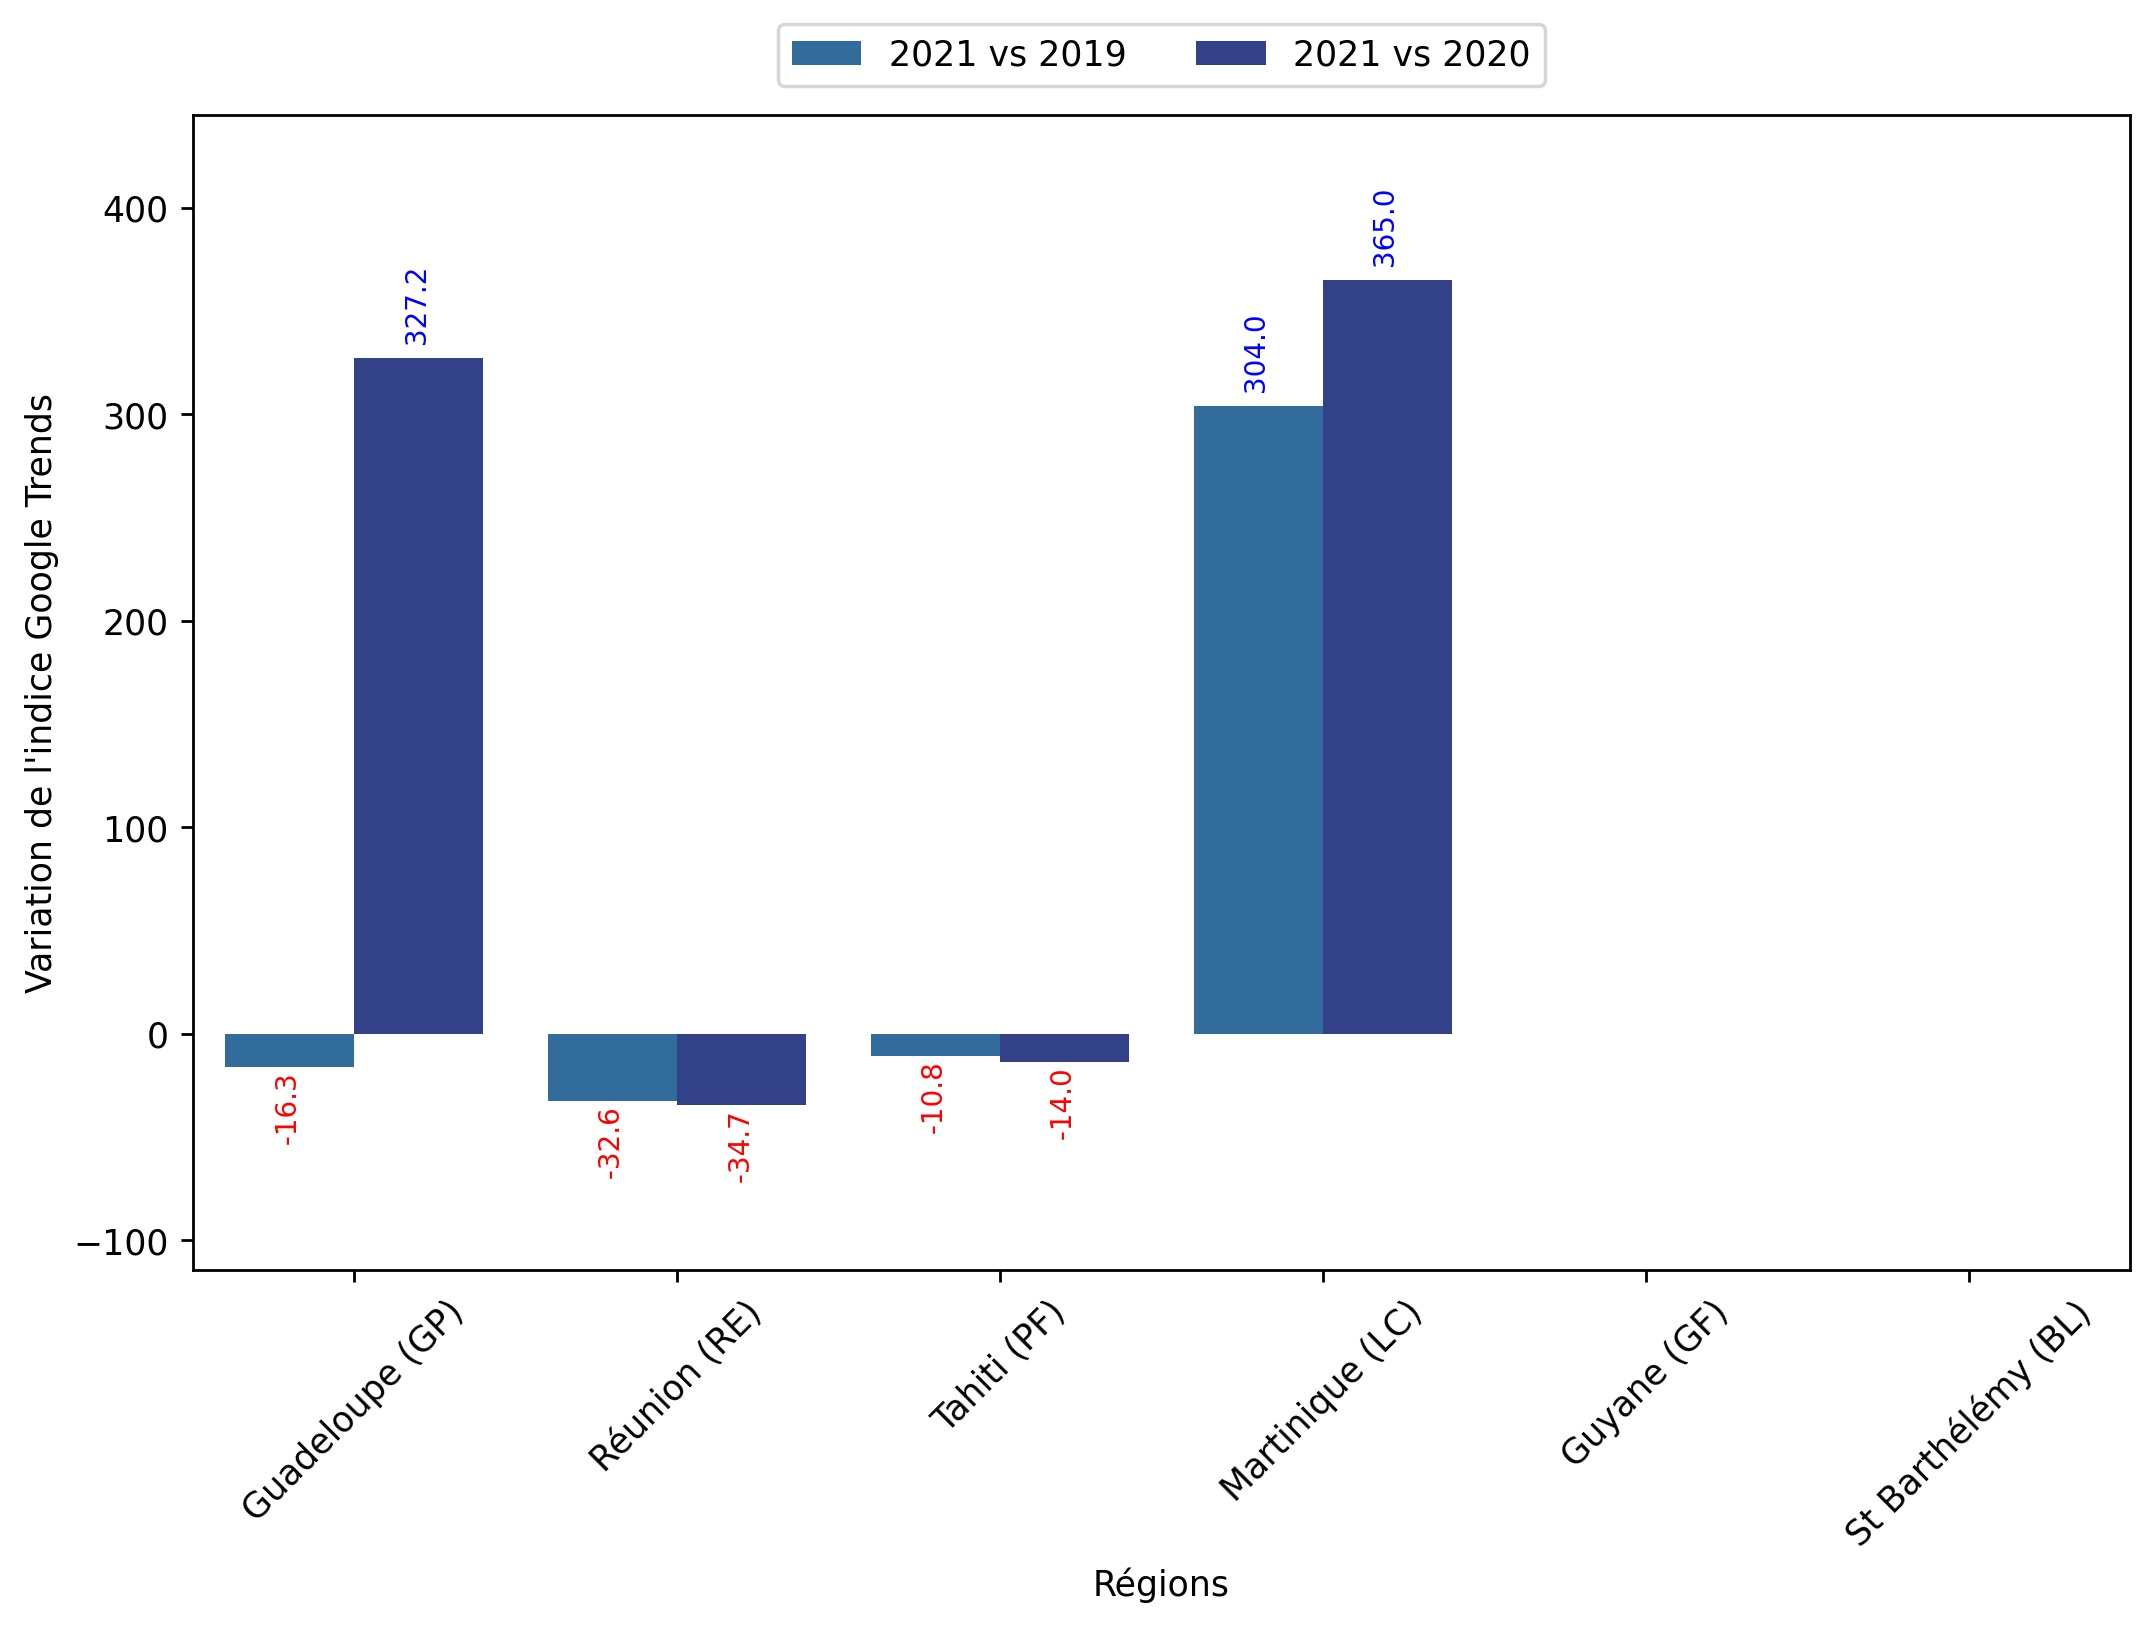 2021 vs 2019
2021 vs 2020
Variation de l'indice Google Trends
400
300
200
100
0
−100
-16.3
327.2
-32.6
-34.7
-10.8
-14.0
304.0
365.0
Guadeloupe (GP)
Réunion (RE)
Tahiti (PF)
Martinique (LC)
Guyane (GF)
St Barthélémy (BL)
Régions